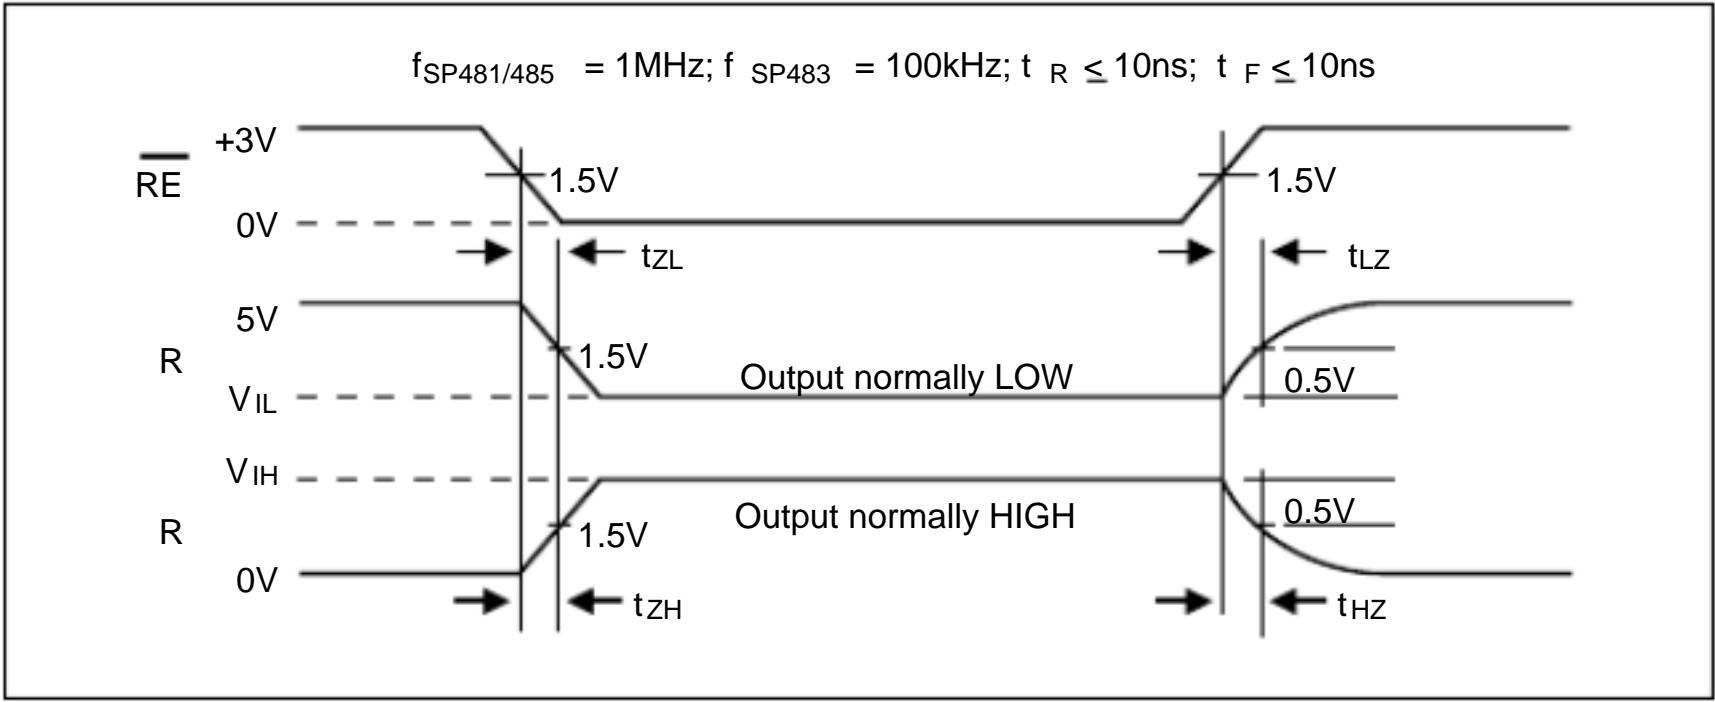 fSP481/485 = 1MHz; f SP483 = 100kHz; t R ≤ 10ns; t F ≤ 10ns
+3V
RE
1.5V
1.5V
0V
tZL
tLZ
5V
R
1.5V
Output normally LOW
0.5V
VIL
VIH
R
1.5V
Output normally HIGH
0.5V
0V
tZH
tHZ